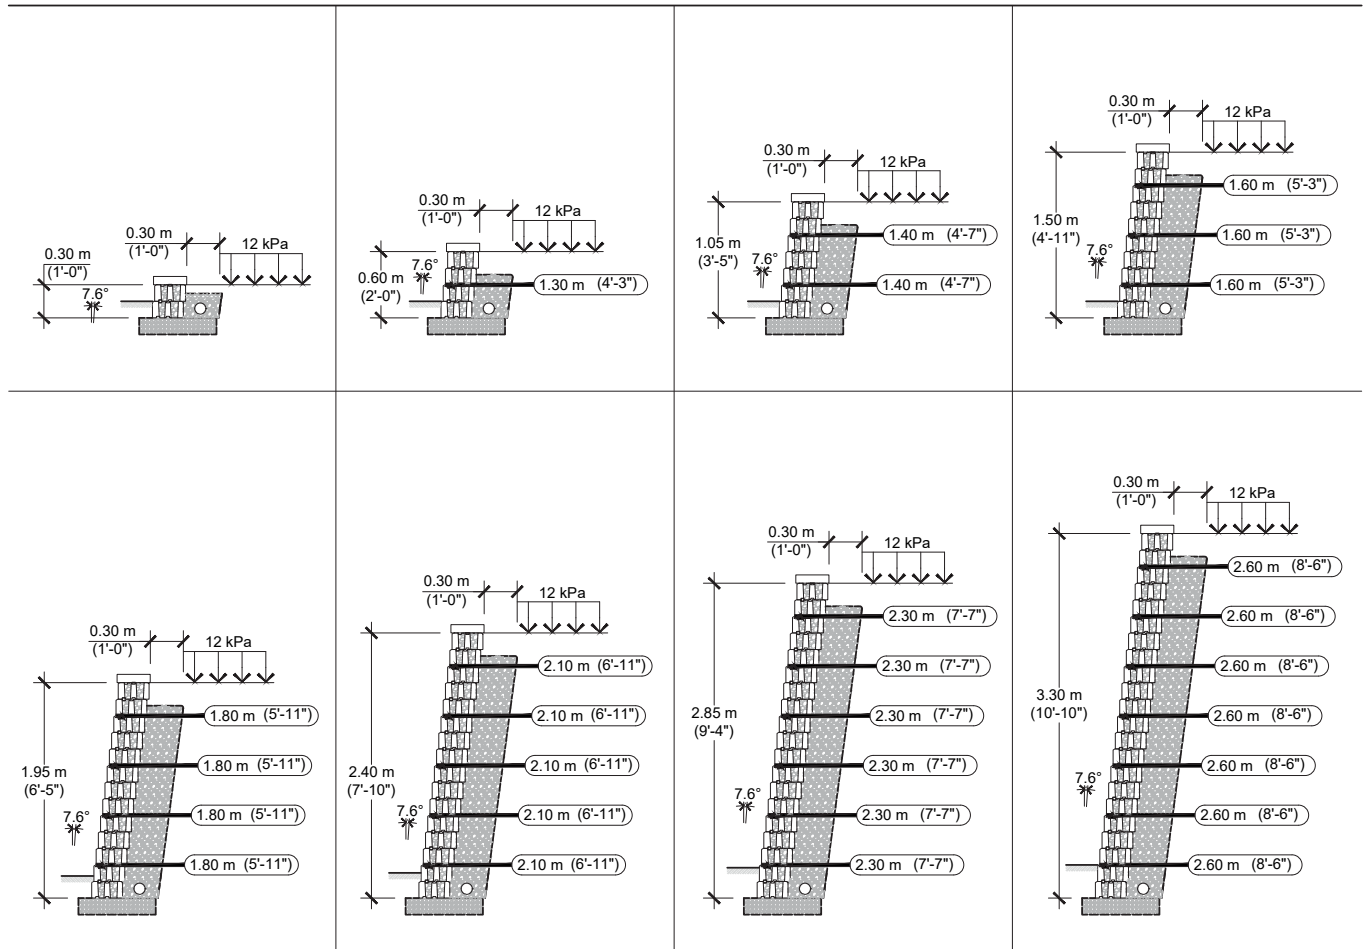 0.30 m
(1'-0")
12 kPa
0.30 m
(1'-0")
7.6°
0.30 m
(1'-0")
12 kPa
7.6°
0.60 m
(2'-0")
1.30 m (4'-3")
0.30 m
(1'-0")
12 kPa
1.05 m
(3'-5")
7.6°
1.40 m (4'-7")
1.40 m (4'-7")
0.30 m
(1'-0")
12 kPa
1.50 m
(4'-11")
7.6°
1.60 m (5'-3")
1.60 m (5'-3")
1.60 m (5'-3")
0.30 m
(1'-0")
12 kPa
1.95 m
(6'-5")
7.6°
1.80 m (5'-11")
1.80 m (5'-11")
1.80 m (5'-11")
1.80 m (5'-11")
0.30 m
(1'-0")
12 kPa
2.40 m
(7'-10")
7.6°
2.10 m (6'-11")
2.10 m (6'-11")
2.10 m (6'-11")
2.10 m (6'-11")
2.10 m (6'-11")
0.30 m
(1'-0")
12 kPa
2.85 m
(9'-4")
7.6°
2.30 m (7'-7")
2.30 m (7'-7")
2.30 m (7'-7")
2.30 m (7'-7")
2.30 m (7'-7")
2.30 m (7'-7")
0.30 m
(1'-0")
12 kPa
3.30 m
(10'-10")
7.6°
2.60 m (8'-6")
2.60 m (8'-6")
2.60 m (8'-6")
2.60 m (8'-6")
2.60 m (8'-6")
2.60 m (8'-6")
2.60 m (8'-6")